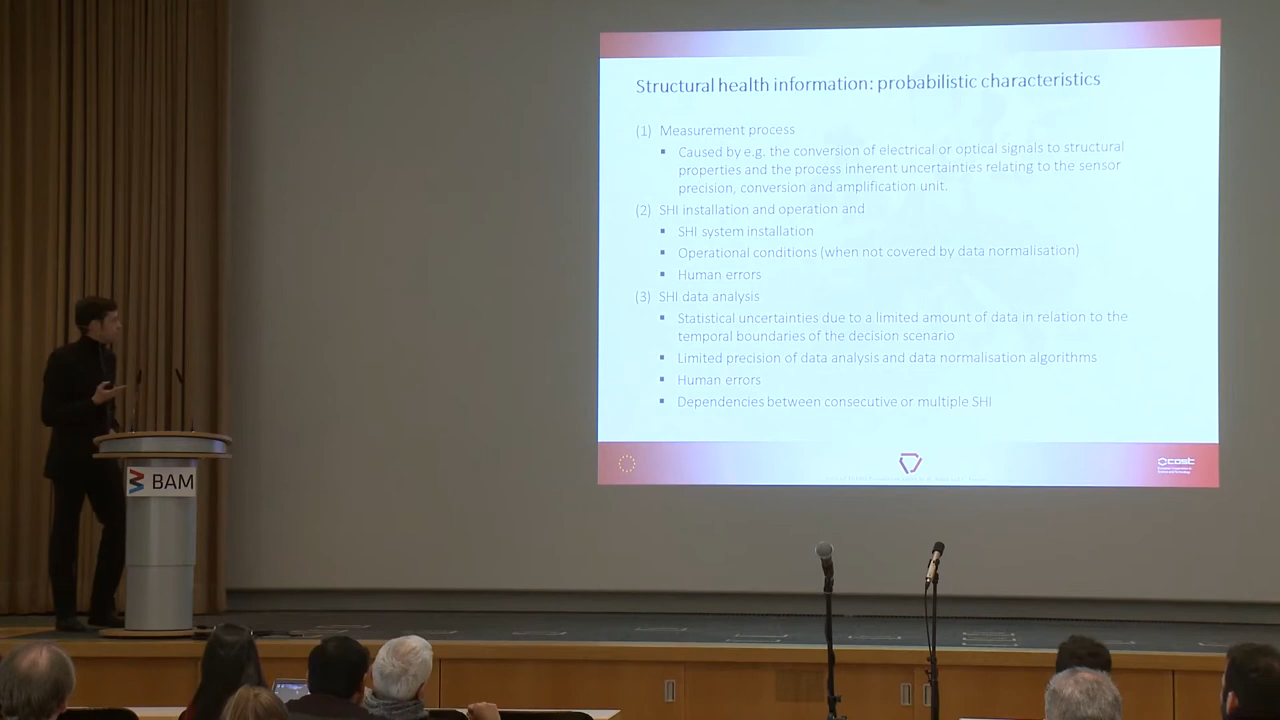 Structural health information: probabilistic characteristics
(1) Measurement process
▪ Caused by e.g. the conversion of electrical or optical signals to structural
properties and the process inherent uncertainties relating to the sensor
precision, conversion and amplification unit.
(2) SHI installation and operation and
▪ SHI system installation
▪ Operational conditions (when not covered by data normalisation)
▪ Human errors
(3) SHI data analysis
▪ Statistical uncertainties due to a limited amount of data in relation to the
temporal boundaries of the decision scenario
▪ Limited precision of data analysis and data normalisation algorithms
▪ Human errors
▪ Dependencies between consecutive or multiple SHI
cost
BAM